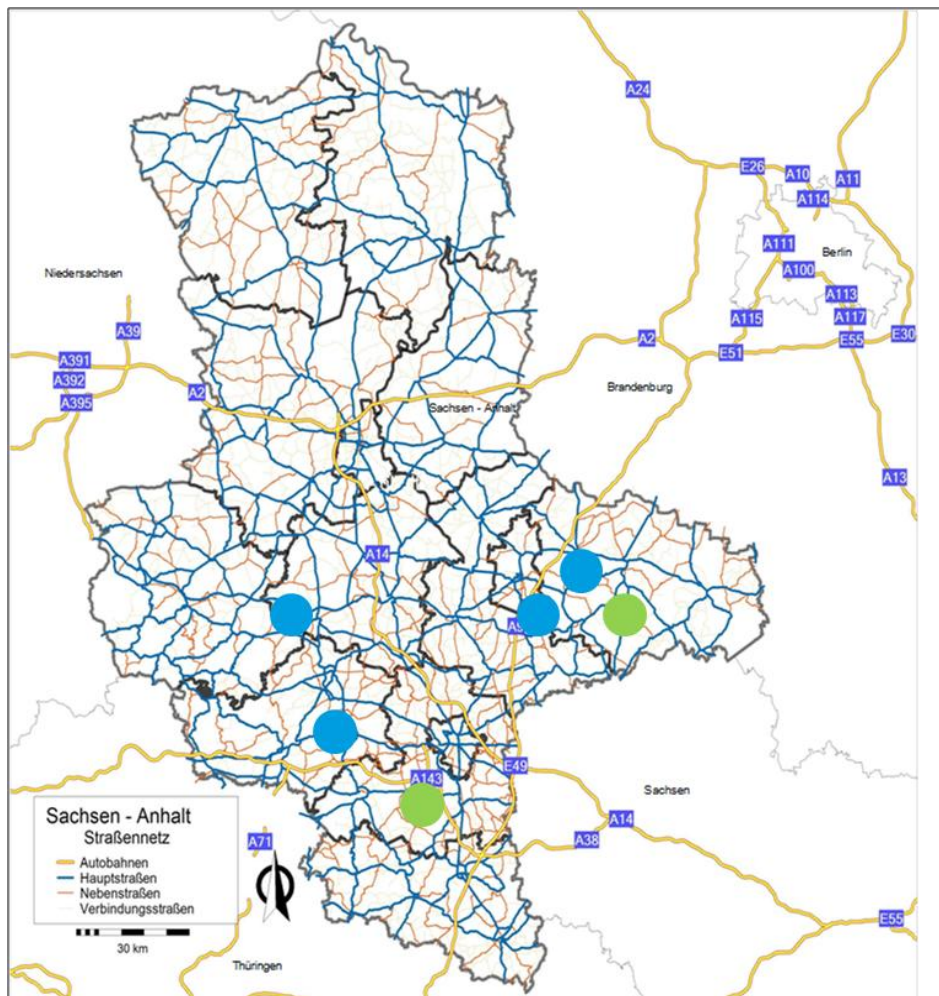 A24
E26
A10
A11
A114
A111
Berlin
A100
Niedersachsen
A113
A115
A117
A39
A2
E55
E30
E51
A391
A392
A2
Brandenburg
A395
Sachsen - Anhalt
A13
A14
A9
E49
A143
Sachsen
Sachsen - Anhalt
Straßennetz
A14
A71
A38
Autobahnen
Hauptstraßen
Nebenstraßen
Verbindungsstraßen
E55
30 km
Thüringen